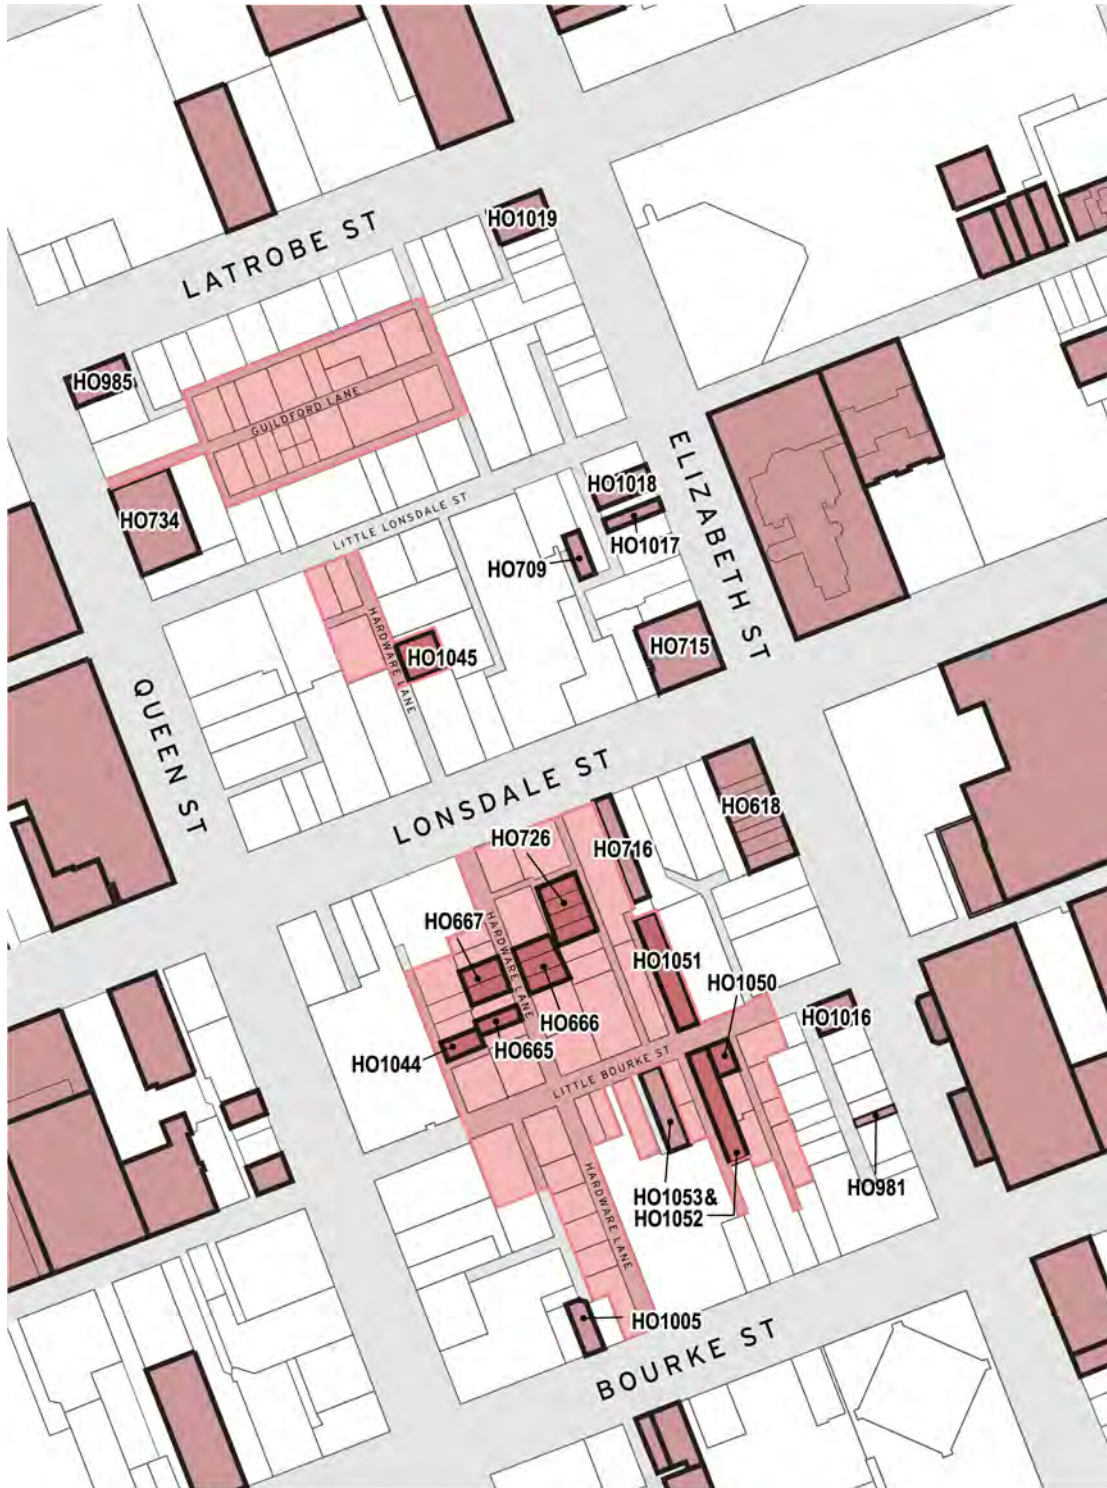 HO1019
LATROBE ST
HO985
GUILDFORD LANE
ELIZABETH ST
HO1018
HO734
LITTLE LONSDALE ST
HO1017
HO709
HARDWARE LANE
HO715
HO1045
QUEEN ST
LONSDALE ST
HO618
HO726
HO716
HO667
HARDWARE LANE
HO1051
HO1050
HO666
HO1016
HO665
HO1044
LITTLE BOURKE ST
HO981
HO1053 &
HO1052
HARDWARE LANE
HO1005
BOURKE ST